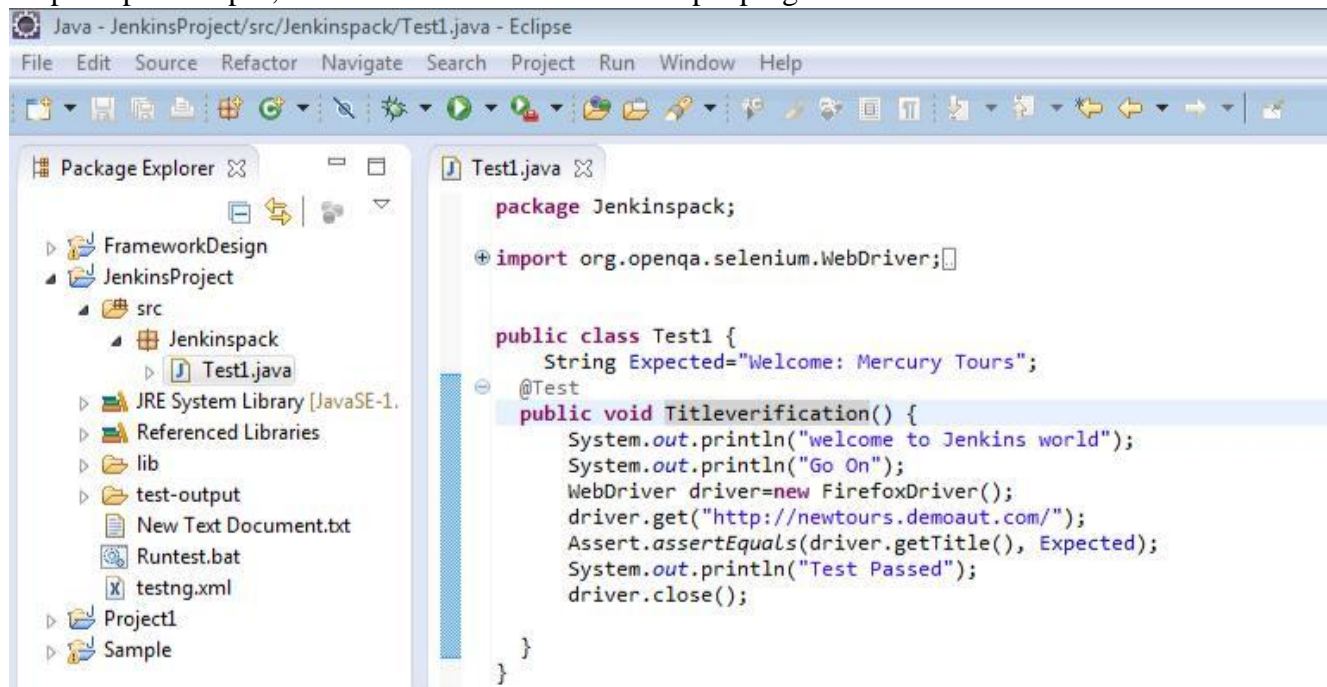 Java - JenkinsProject/src/Jenkinspack/Test1.java - Eclipse
File Edit Source Refactor Navigate Search Project Run Window Help
Package Explorer
FrameworkDesign
JenkinsProject
src
Jenkinspack
Test1.java
JRE System Library [JavaSE-1.
Referenced Libraries
lib
test-output
New Text Document.txt
Runtest.bat
testng.xml
Project1
Sample
Test1.java
package Jenkinspack;
import org.openqa.selenium.WebDriver;
public class Test1 {
String Expected="Welcome: Mercury Tours";
@Test
public void Titleverification() {
System.out.println("welcome to Jenkins world");
System.out.println("Go On");
WebDriver driver=new FirefoxDriver();
driver.get("http://newtours.demoaut.com/");
Assert.assertEquals(driver.getTitle(), Expected);
System.out.println("Test Passed");
driver.close();
}
}